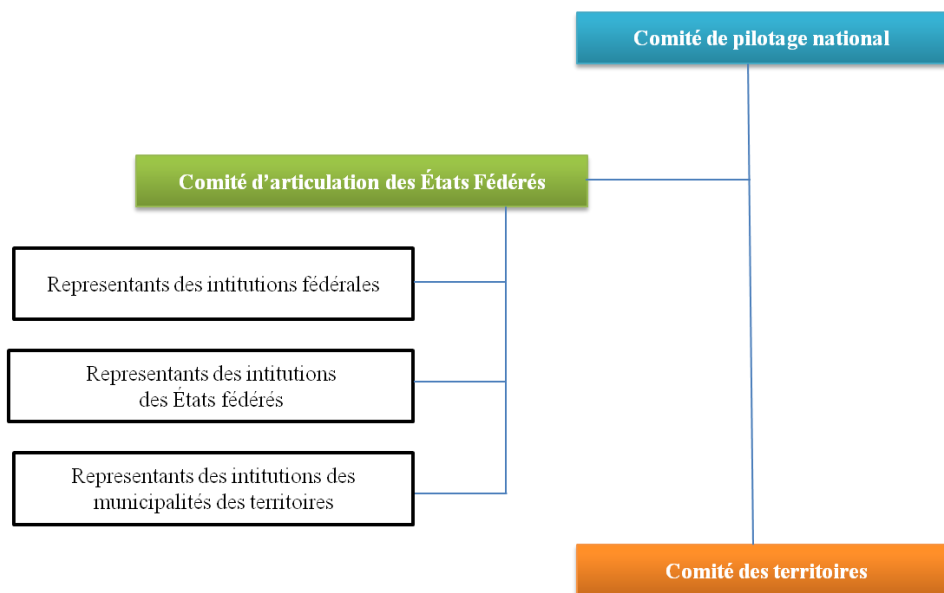 Comité de pilotage national
Comité d’articulation des États Fédérés
Representants des intitutions fédérales
Representants des intitutions
des États fédérés
Representants des intitutions des
municipalités des territoires
Comité des territoires